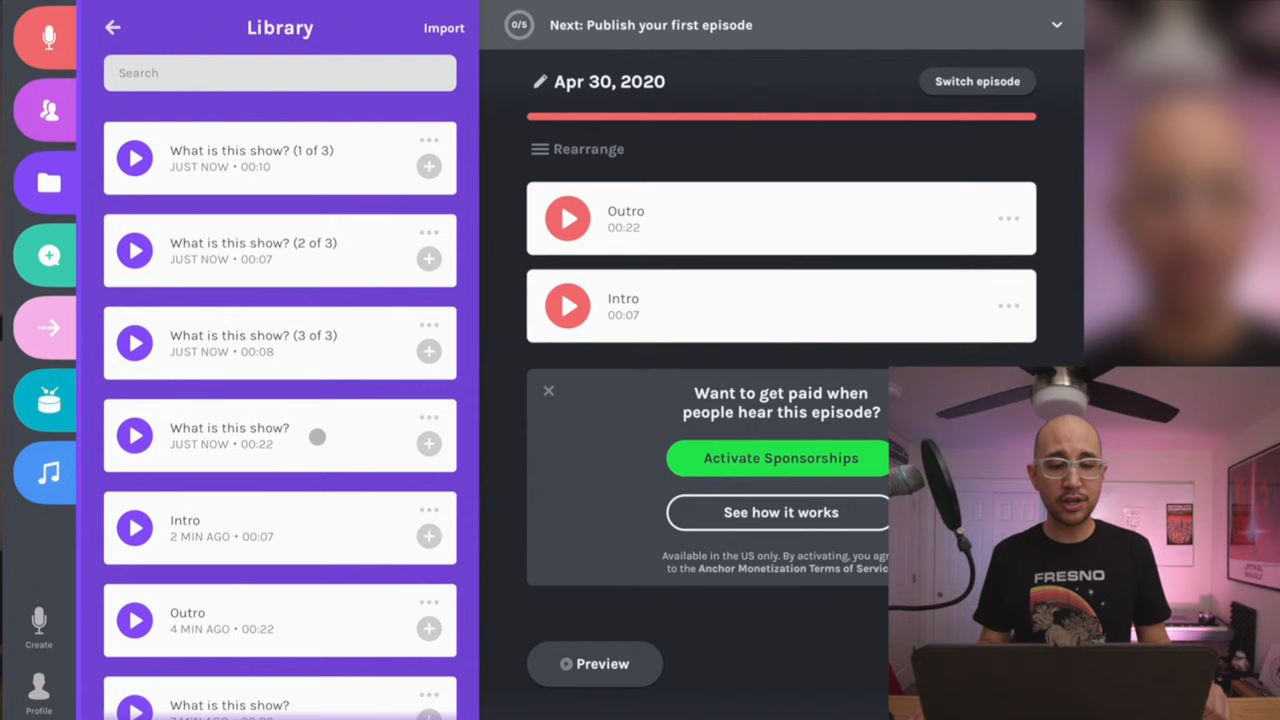 Library
Import
Search
What is this show? (1 of 3)
JUST NOW • 00:10
What is this show? (2 of 3)
JUST NOW • 00:07
What is this show? (3 of 3)
JUST NOW • 00:08
What is this show?
JUST NOW • 00:22
Intro
2 MIN AGO • 00:07
Outro
4 MIN AGO • 00:22
What is this show?
Create
Profile
0/5
Next: Publish your first episode
Apr 30, 2020
Switch episode
Rearrange
Outro
00:22
Intro
00:07
Want to get paid when
people hear this episode?
Activate Sponsorships
See how it works
Available in the US only. By activating, you ag
to the Anchor Monetization Terms of Servic
Preview
FRESNO
STAR
WARS